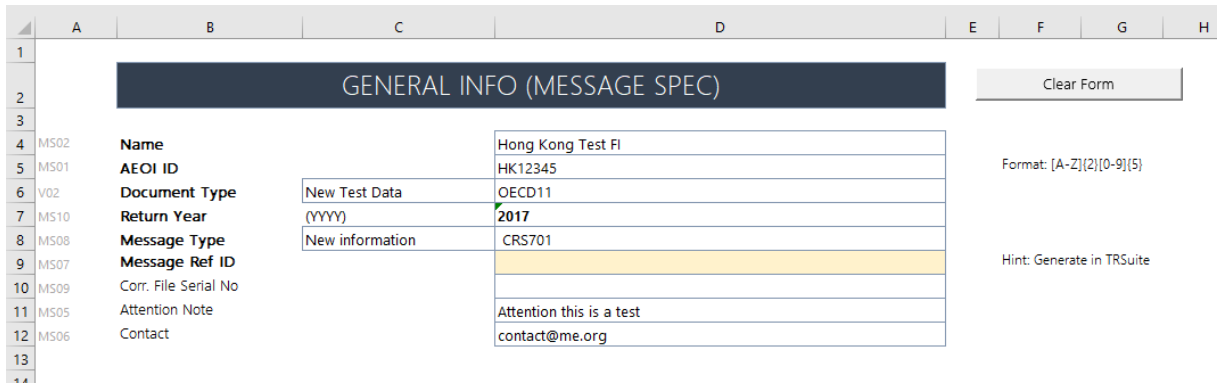 A B C D E F G H
1
2 GENERAL INFO (MESSAGE SPEC) Clear Form
3
4 MS02 Name Hong Kong Test FI
5 MS01 AEOI ID HK12345 Format: [A-Z]{2}[0-9]{5}
6 V02 Document Type New Test Data OECD11
7 MS10 Return Year (YYYY) 2017
8 MS08 Message Type New information CRS701
9 MS07 Message Ref ID Hint: Generate in TRSuite
10 MS09 Corr. File Serial No
11 MS05 Attention Note Attention this is a test
12 MS06 Contact contact@me.org
13
14